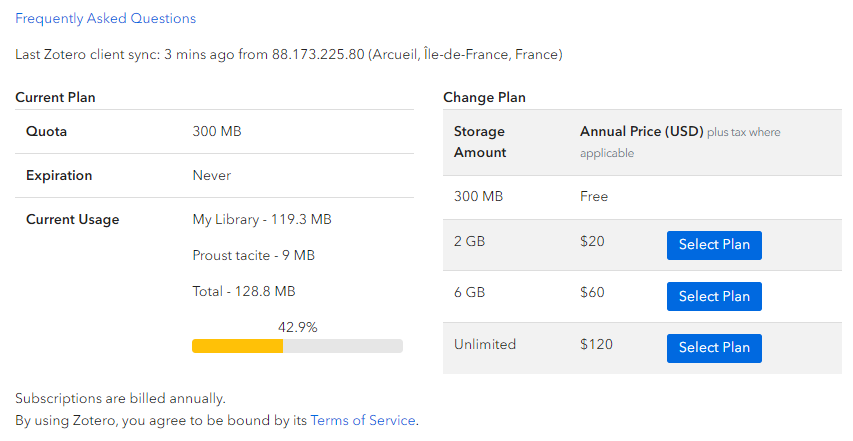 Frequently Asked Questions
Last Zotero client sync: 3 mins ago from 88.173.225.80 (Arcueil, Île-de-France, France)
Current Plan
Quota 300 MB
Expiration Never
Current Usage My Library - 119.3 MB
Proust tacite - 9 MB
Total - 128.8 MB
42.9%
Change Plan
Storage Amount Annual Price (USD) plus tax where applicable
300 MB Free
2 GB $20 Select Plan
6 GB $60 Select Plan
Unlimited $120 Select Plan
Subscriptions are billed annually.
By using Zotero, you agree to be bound by its Terms of Service.